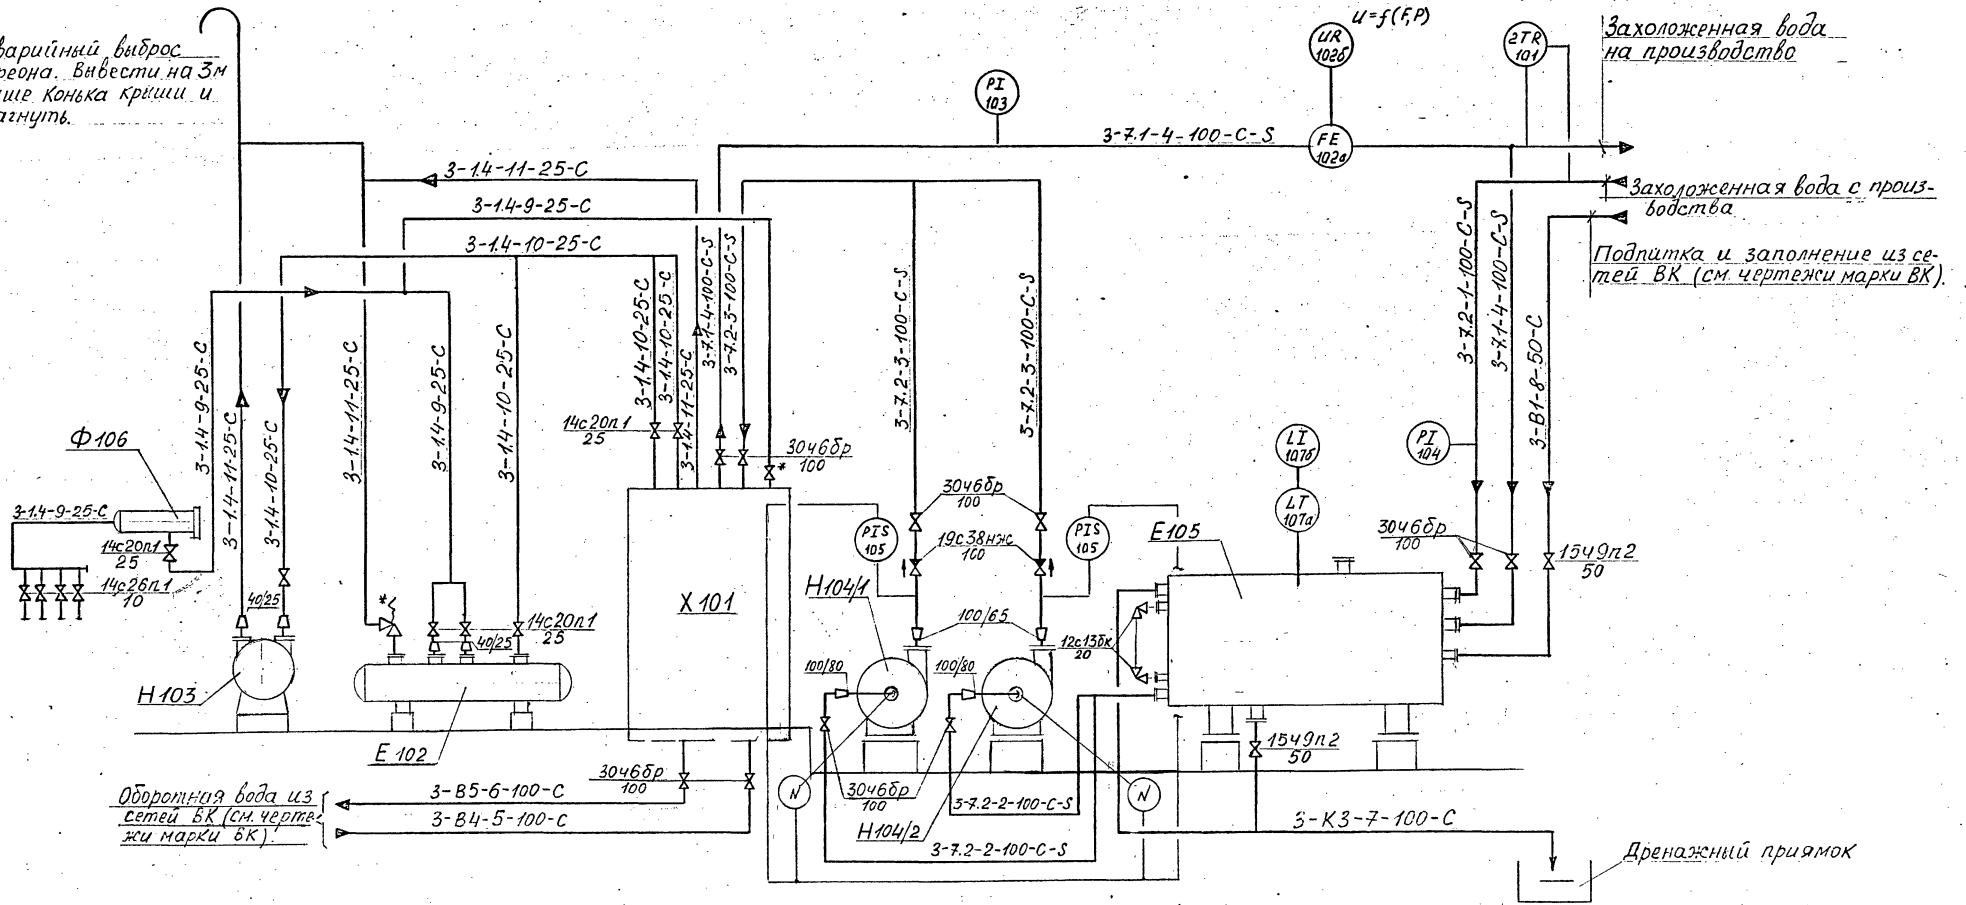 u=f(F,P)
UR
102б
2TR
101
Захоложенная вода
на производство
варийный выброс
реона. Вывести на 3м
ше конька крыши и
агнуть.
PI
103
3-7.1-4-100-С-S
FE
102а
3-1.4-11-25-С
3-1.4-9-25-С
3-1.4-10-25-С
Захоложенная вода с произ-
водства
Подпитка и заполнение из се-
тей ВК (см. чертежи марки ВК).
3-1.4-9-25-С
3-1.4-11-25-С
3-1.4-10-25-С
3-1.4-11-25-С
3-1.4-9-25-С
3-1.4-10-25-С
3-1.4-10-25-С
3-1.4-10-25-С
3-1.4-11-25-С
3-7.1-4-100-С-S
3-7.2-3-100-С-S
3-7.2-3-100-С-S
3-7.2-3-100-С-S
3-7.2-1-100-С-S
3-7.1-4-100-С-S
3-В1-8-50-С
Ф106
14с20п1
25
30ч6бр
100
*
LI
107б
PI
104
LT
107а
3-1.4-9-25-С
14с20п1
25
14с26п1
10
30ч6бр
100
19с38нж
100
PIS
105
PIS
105
Е105
30ч6бр
100
15ч9п2
50
40/25
*
14с20п1
25
40/25
Х101
Н104/1
100/65
12с13бк
20
100/80
100/80
Н103
Е 102
30ч6бр
100
N
30ч6бр
100
N
15ч9п2
50
Оборотная вода из
сетей ВК (см. черте-
жи марки ВК).
3-В5-6-100-С
3-В4-5-100-С
3-7.2-2-100-С-S
Н104/2
3-7.2-2-100-С-S
3-К3-7-100-С
Дренажный приямок